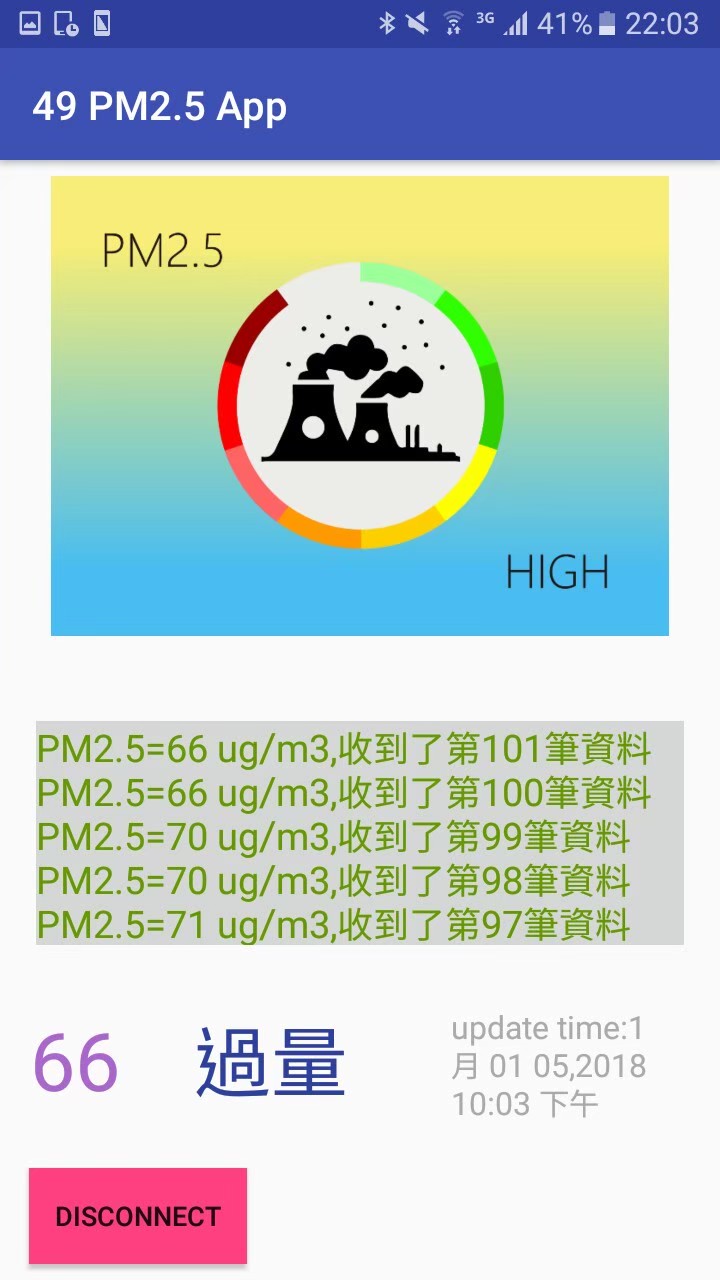 3G 41% 22:03
49 PM2.5 App
PM2.5
HIGH
PM2.5=66 ug/m3,收到了第101筆資料
PM2.5=66 ug/m3,收到了第100筆資料
PM2.5=70 ug/m3,收到了第99筆資料
PM2.5=70 ug/m3,收到了第98筆資料
PM2.5=71 ug/m3,收到了第97筆資料
66 過量
update time:1
月 01 05,2018
10:03 下午
DISCONNECT